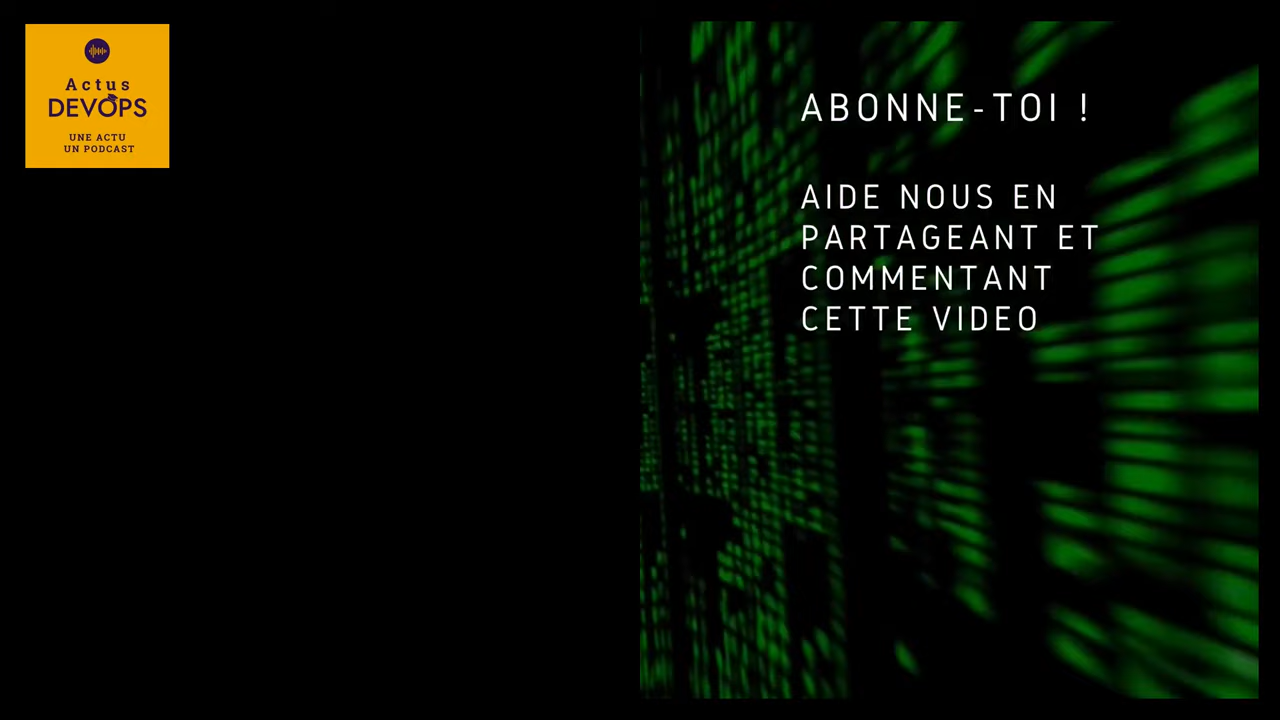 Actus
DEVOPS
UNE ACTU
UN PODCAST
ABONNE-TOI !
AIDE NOUS EN
PARTAGEANT ET
COMMENTANT
CETTE VIDEO